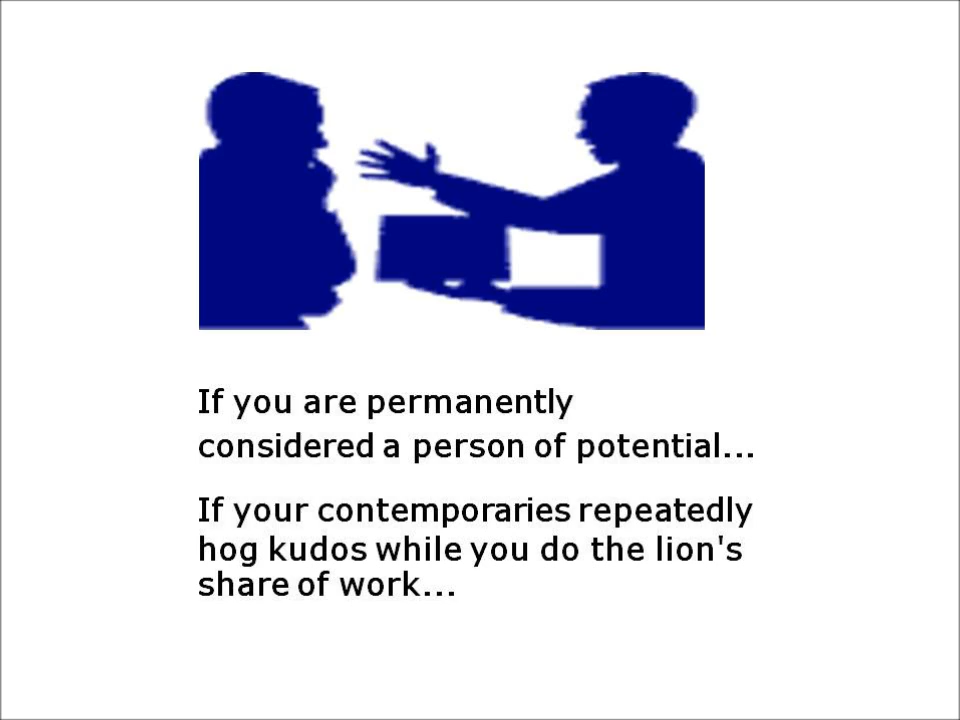 If you are permanently
considered a person of potential...
If your contemporaries repeatedly
hog kudos while you do the lion's
share of work...